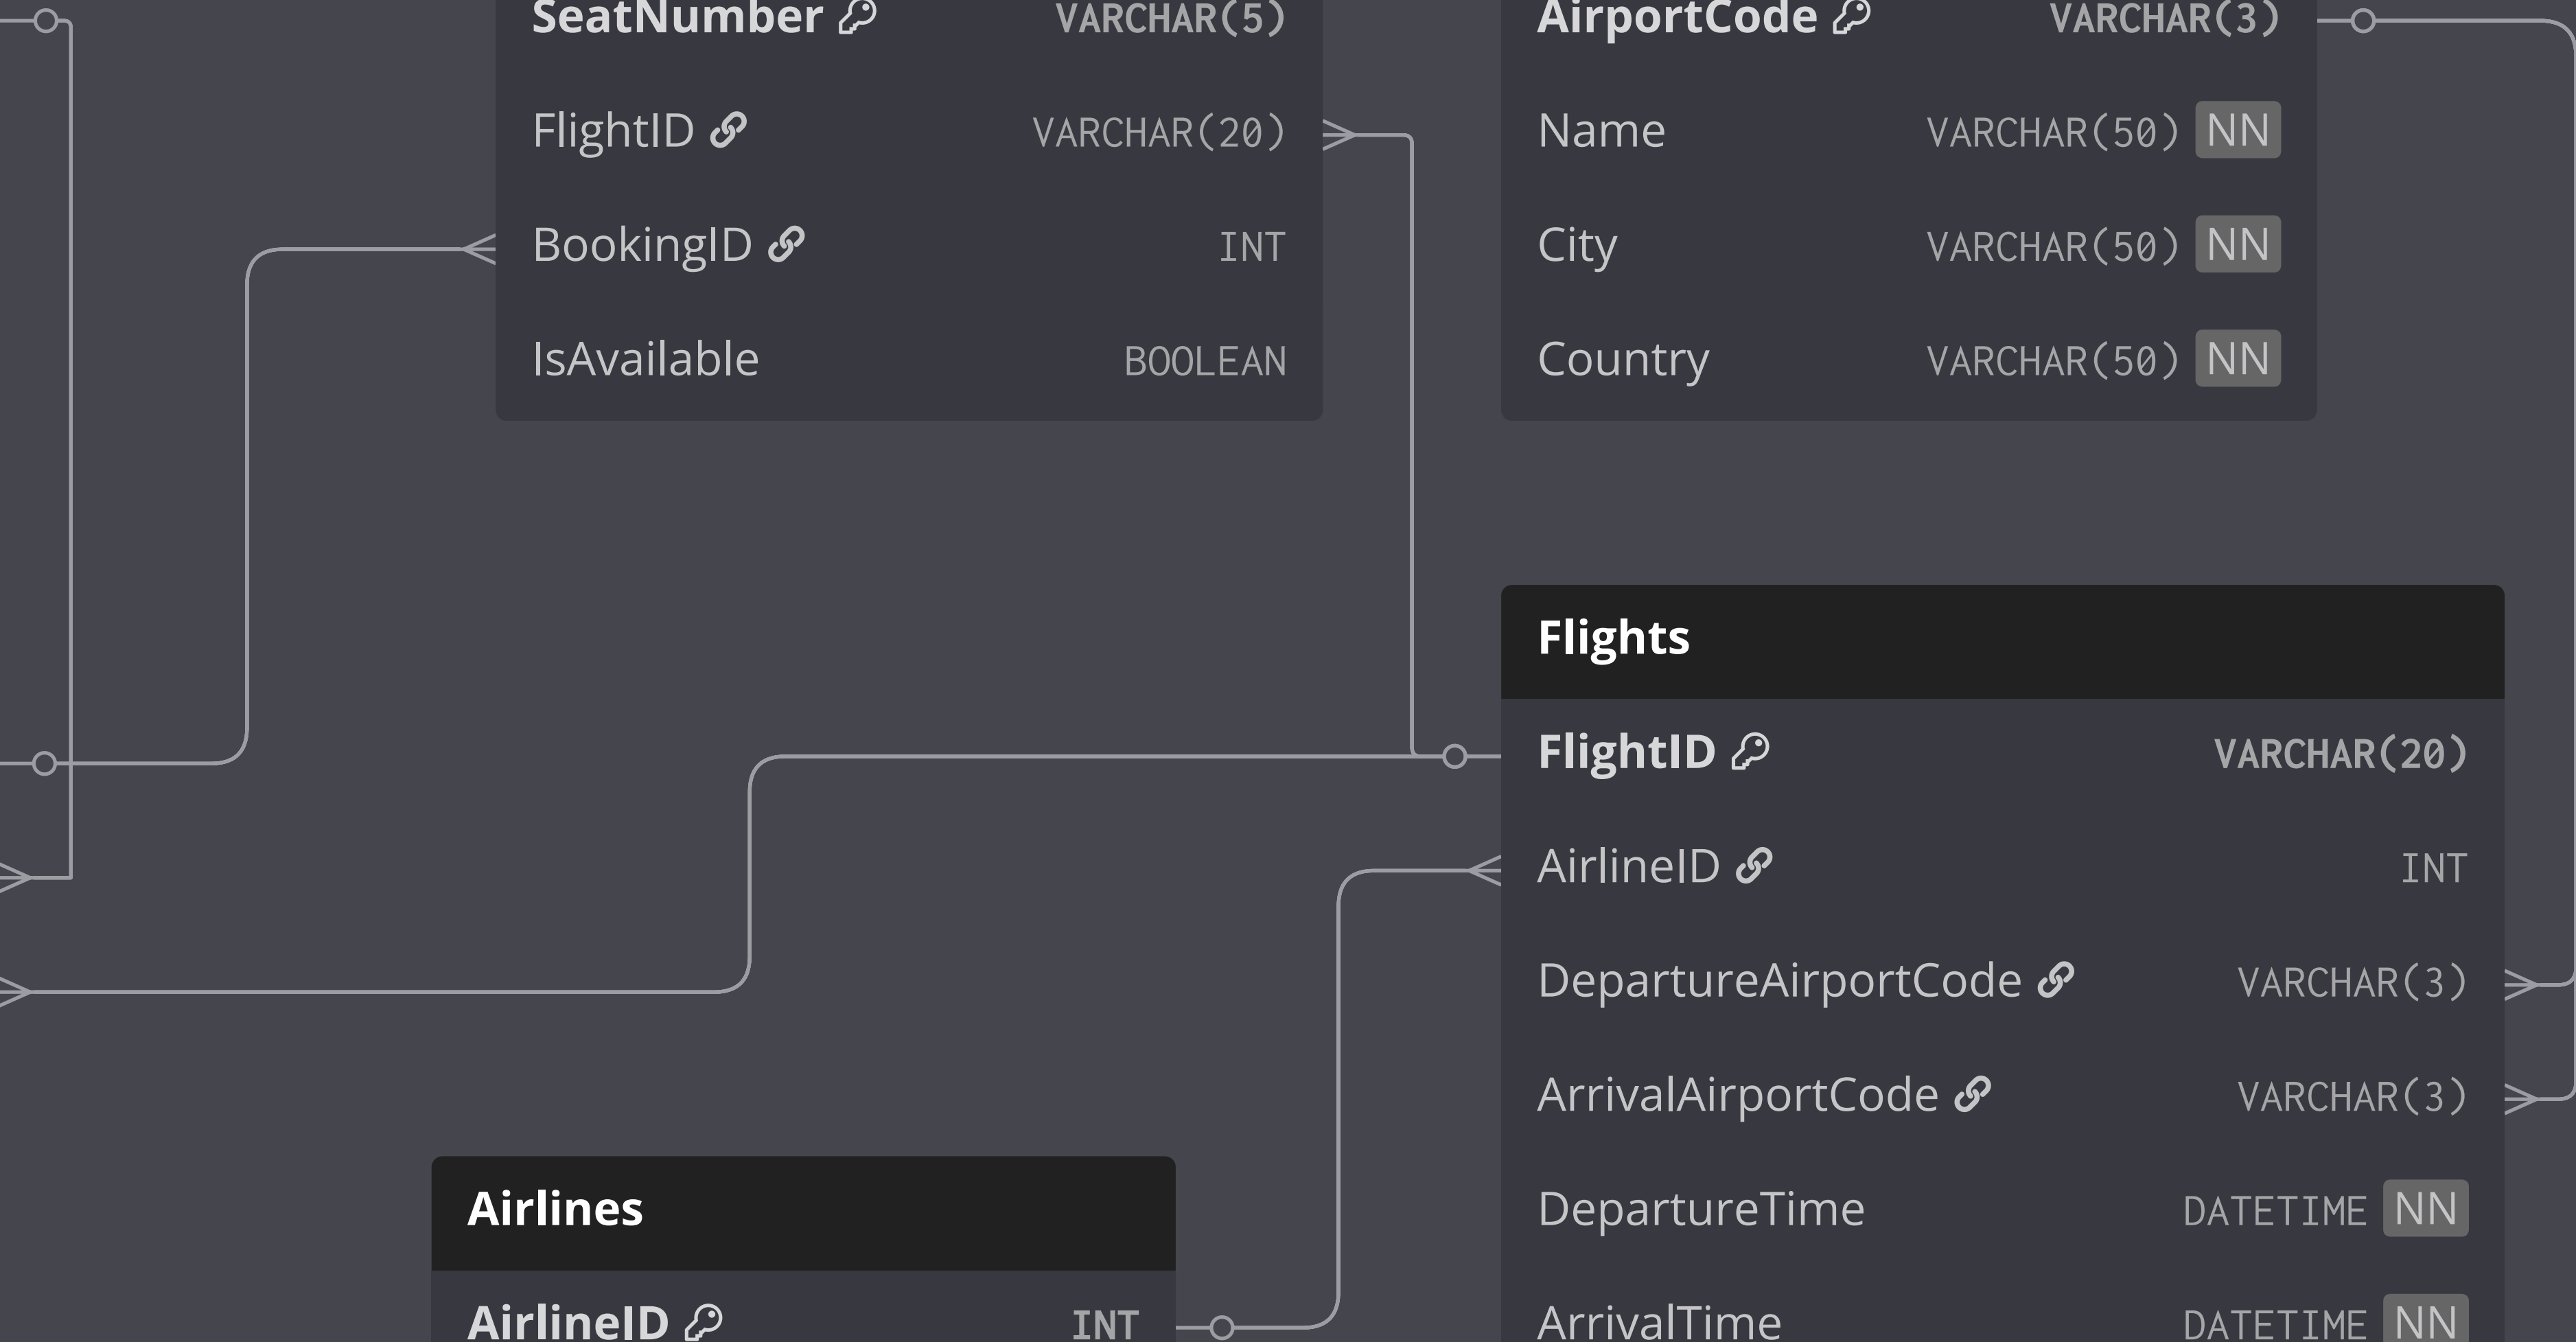 SeatNumber VARCHAR(5)
FlightID VARCHAR(20)
BookingID INT
IsAvailable BOOLEAN
AirportCode VARCHAR(3)
Name VARCHAR(50) NN
City VARCHAR(50) NN
Country VARCHAR(50) NN
Flights
FlightID VARCHAR(20)
AirlineID INT
DepartureAirportCode VARCHAR(3)
ArrivalAirportCode VARCHAR(3)
DepartureTime DATETIME NN
ArrivalTime DATETIME NN
Airlines
AirlineID INT